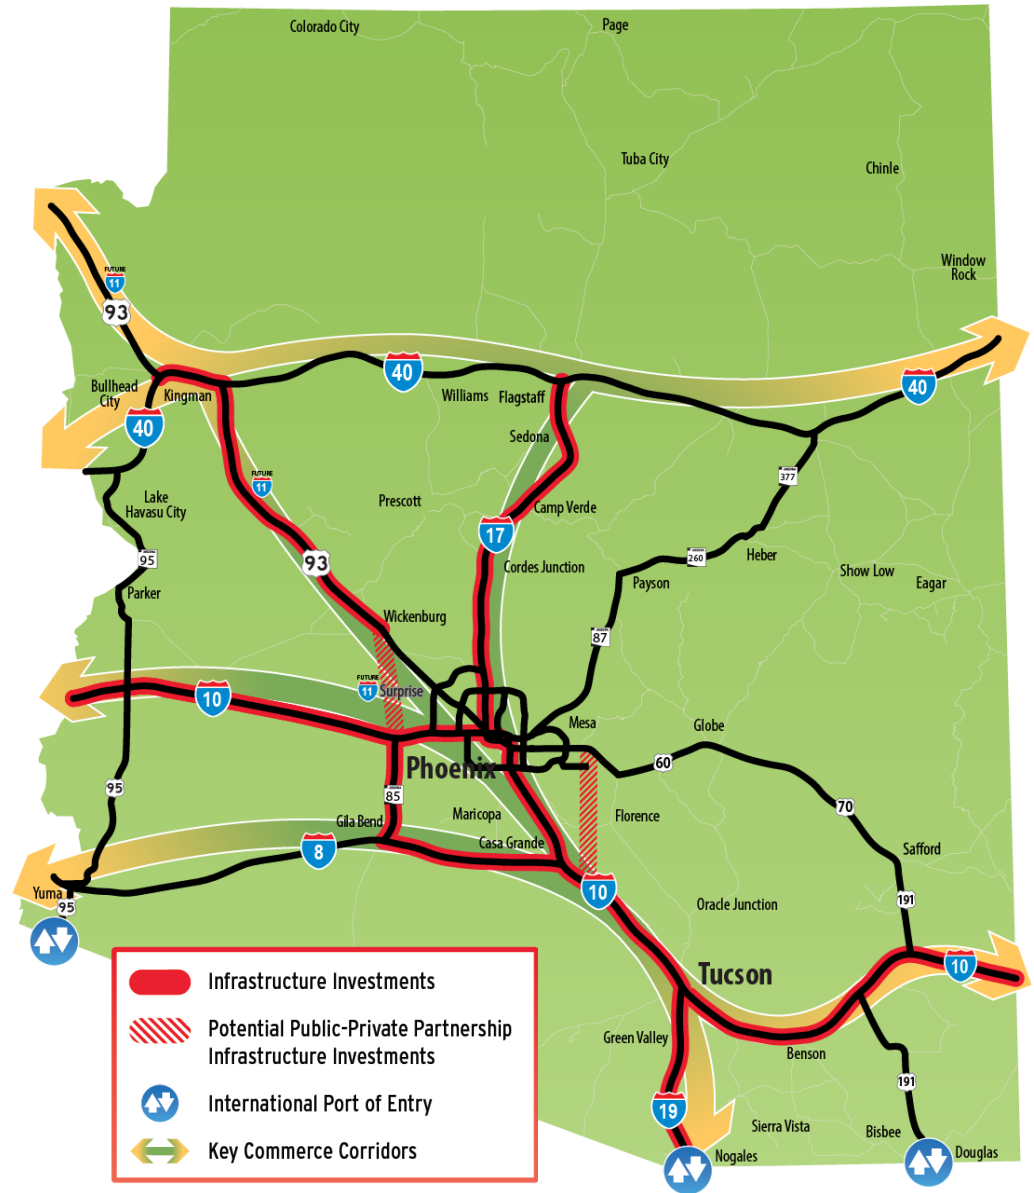 Colorado City
Page
Tuba City
Chinle
Window
Rock
FUTURE
11
93
Bullhead
City
Kingman
40
40
Williams
Flagstaff
40
Sedona
ARIZONA
377
FUTURE
11
Lake
Havasu City
Prescott
Camp Verde
17
93
Cordes Junction
ARIZONA
95
Parker
ARIZONA
260
Heber
Payson
Show Low
Eagar
Wickenburg
ARIZONA
87
FUTURE
11
Surprise
10
Mesa
Globe
60
Phoenix
95
ARIZONA
85
70
Gila Bend
Maricopa
Florence
Casa Grande
8
Safford
10
Yuma
95
191
Oracle Junction
10
Tucson
Green Valley
Benson
191
19
Sierra Vista
Bisbee
Nogales
Douglas
Infrastructure Investments
Potential Public-Private Partnership
Infrastructure Investments
International Port of Entry
Key Commerce Corridors